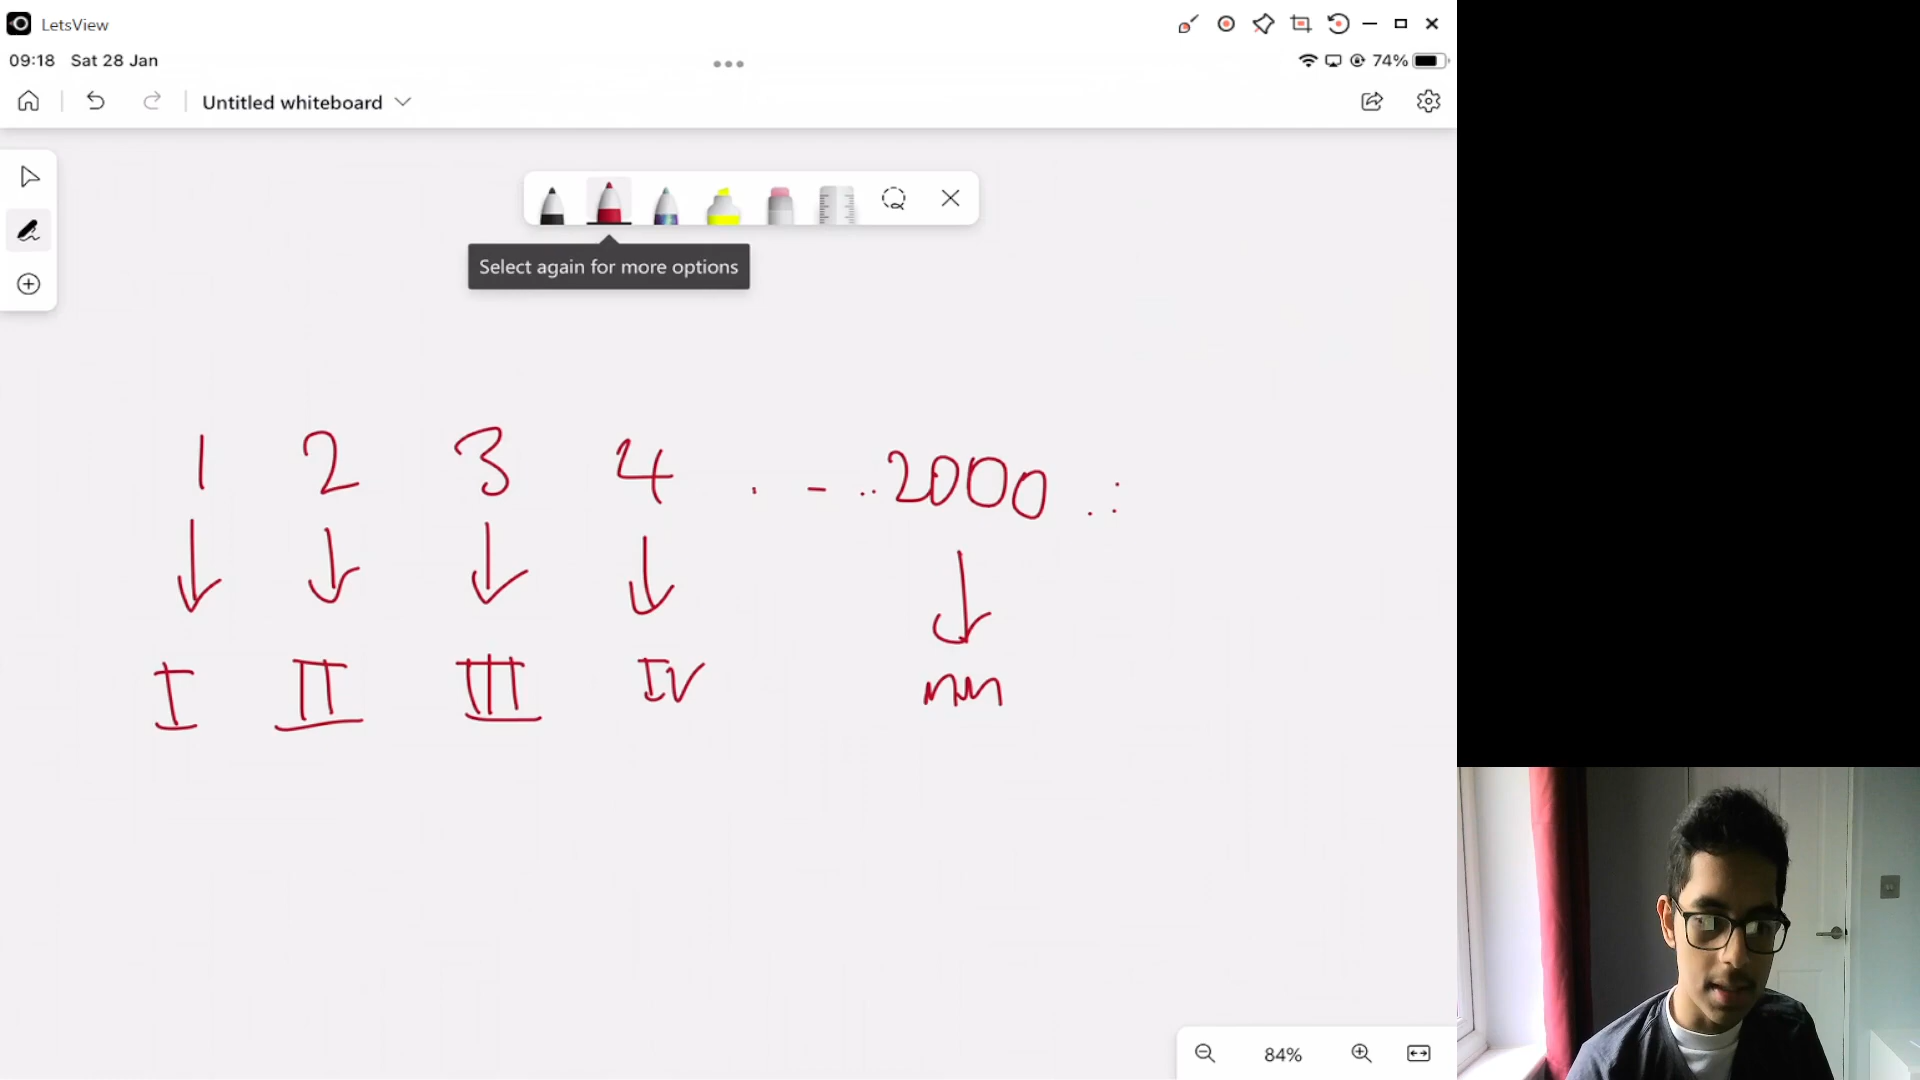 LetsView
09:18 Sat 28 Jan
74%
Untitled whiteboard
Select again for more options
1 2 3 4 . - .. 2000 . :
I II III IV MM
84%